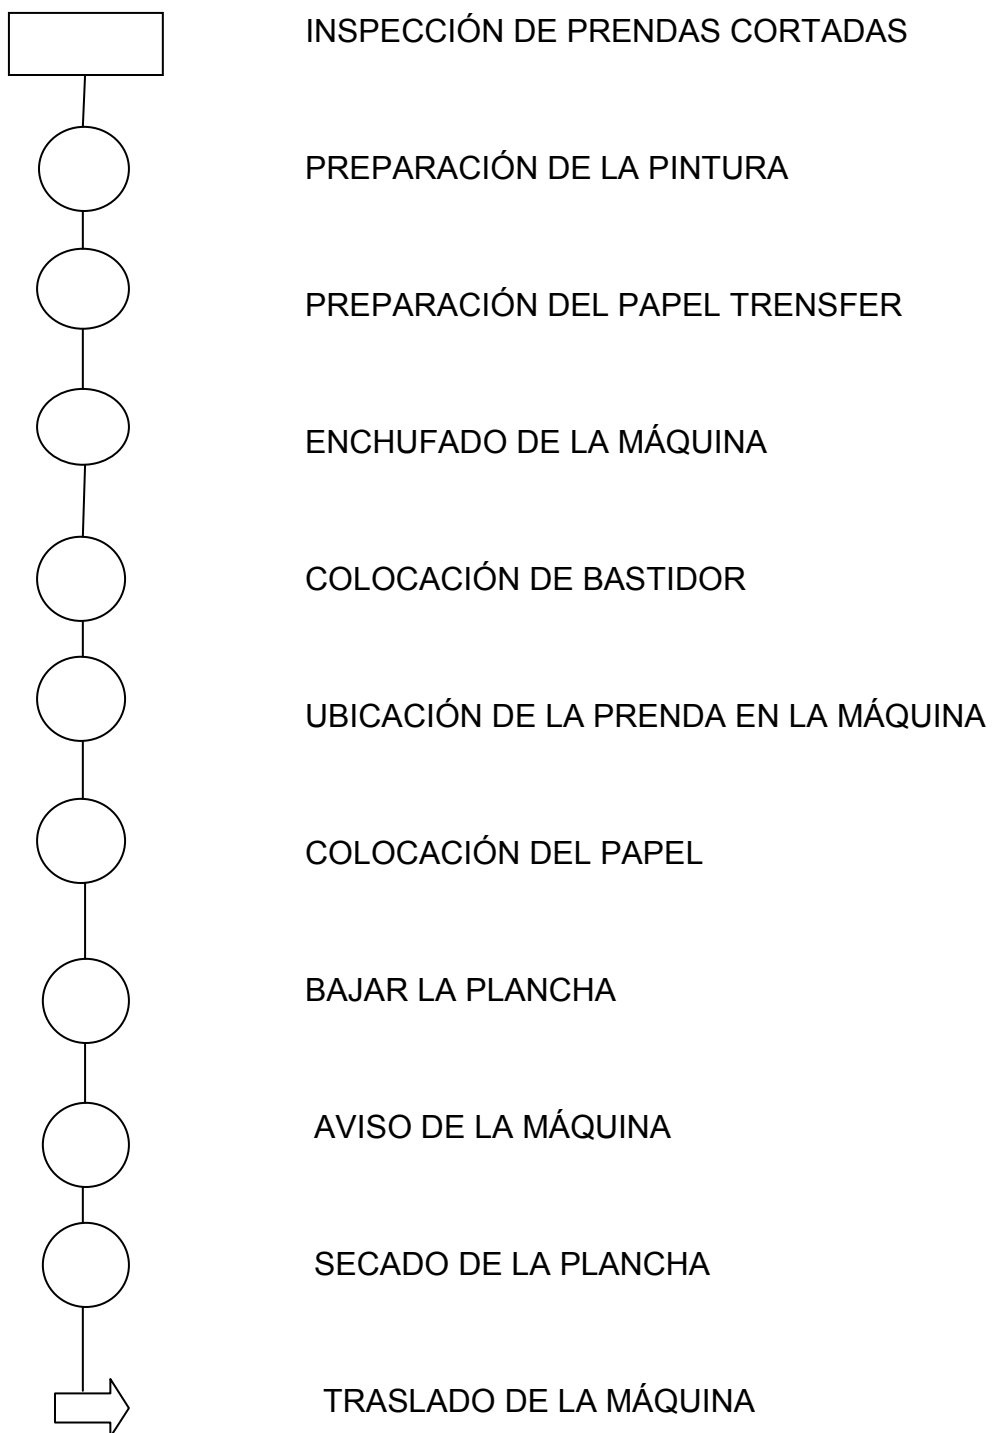 INSPECCIÓN DE PRENDAS CORTADAS
PREPARACIÓN DE LA PINTURA
PREPARACIÓN DEL PAPEL TRENSFER
ENCHUFADO DE LA MÁQUINA
COLOCACIÓN DE BASTIDOR
UBICACIÓN DE LA PRENDA EN LA MÁQUINA
COLOCACIÓN DEL PAPEL
BAJAR LA PLANCHA
AVISO DE LA MÁQUINA
SECADO DE LA PLANCHA
TRASLADO DE LA MÁQUINA